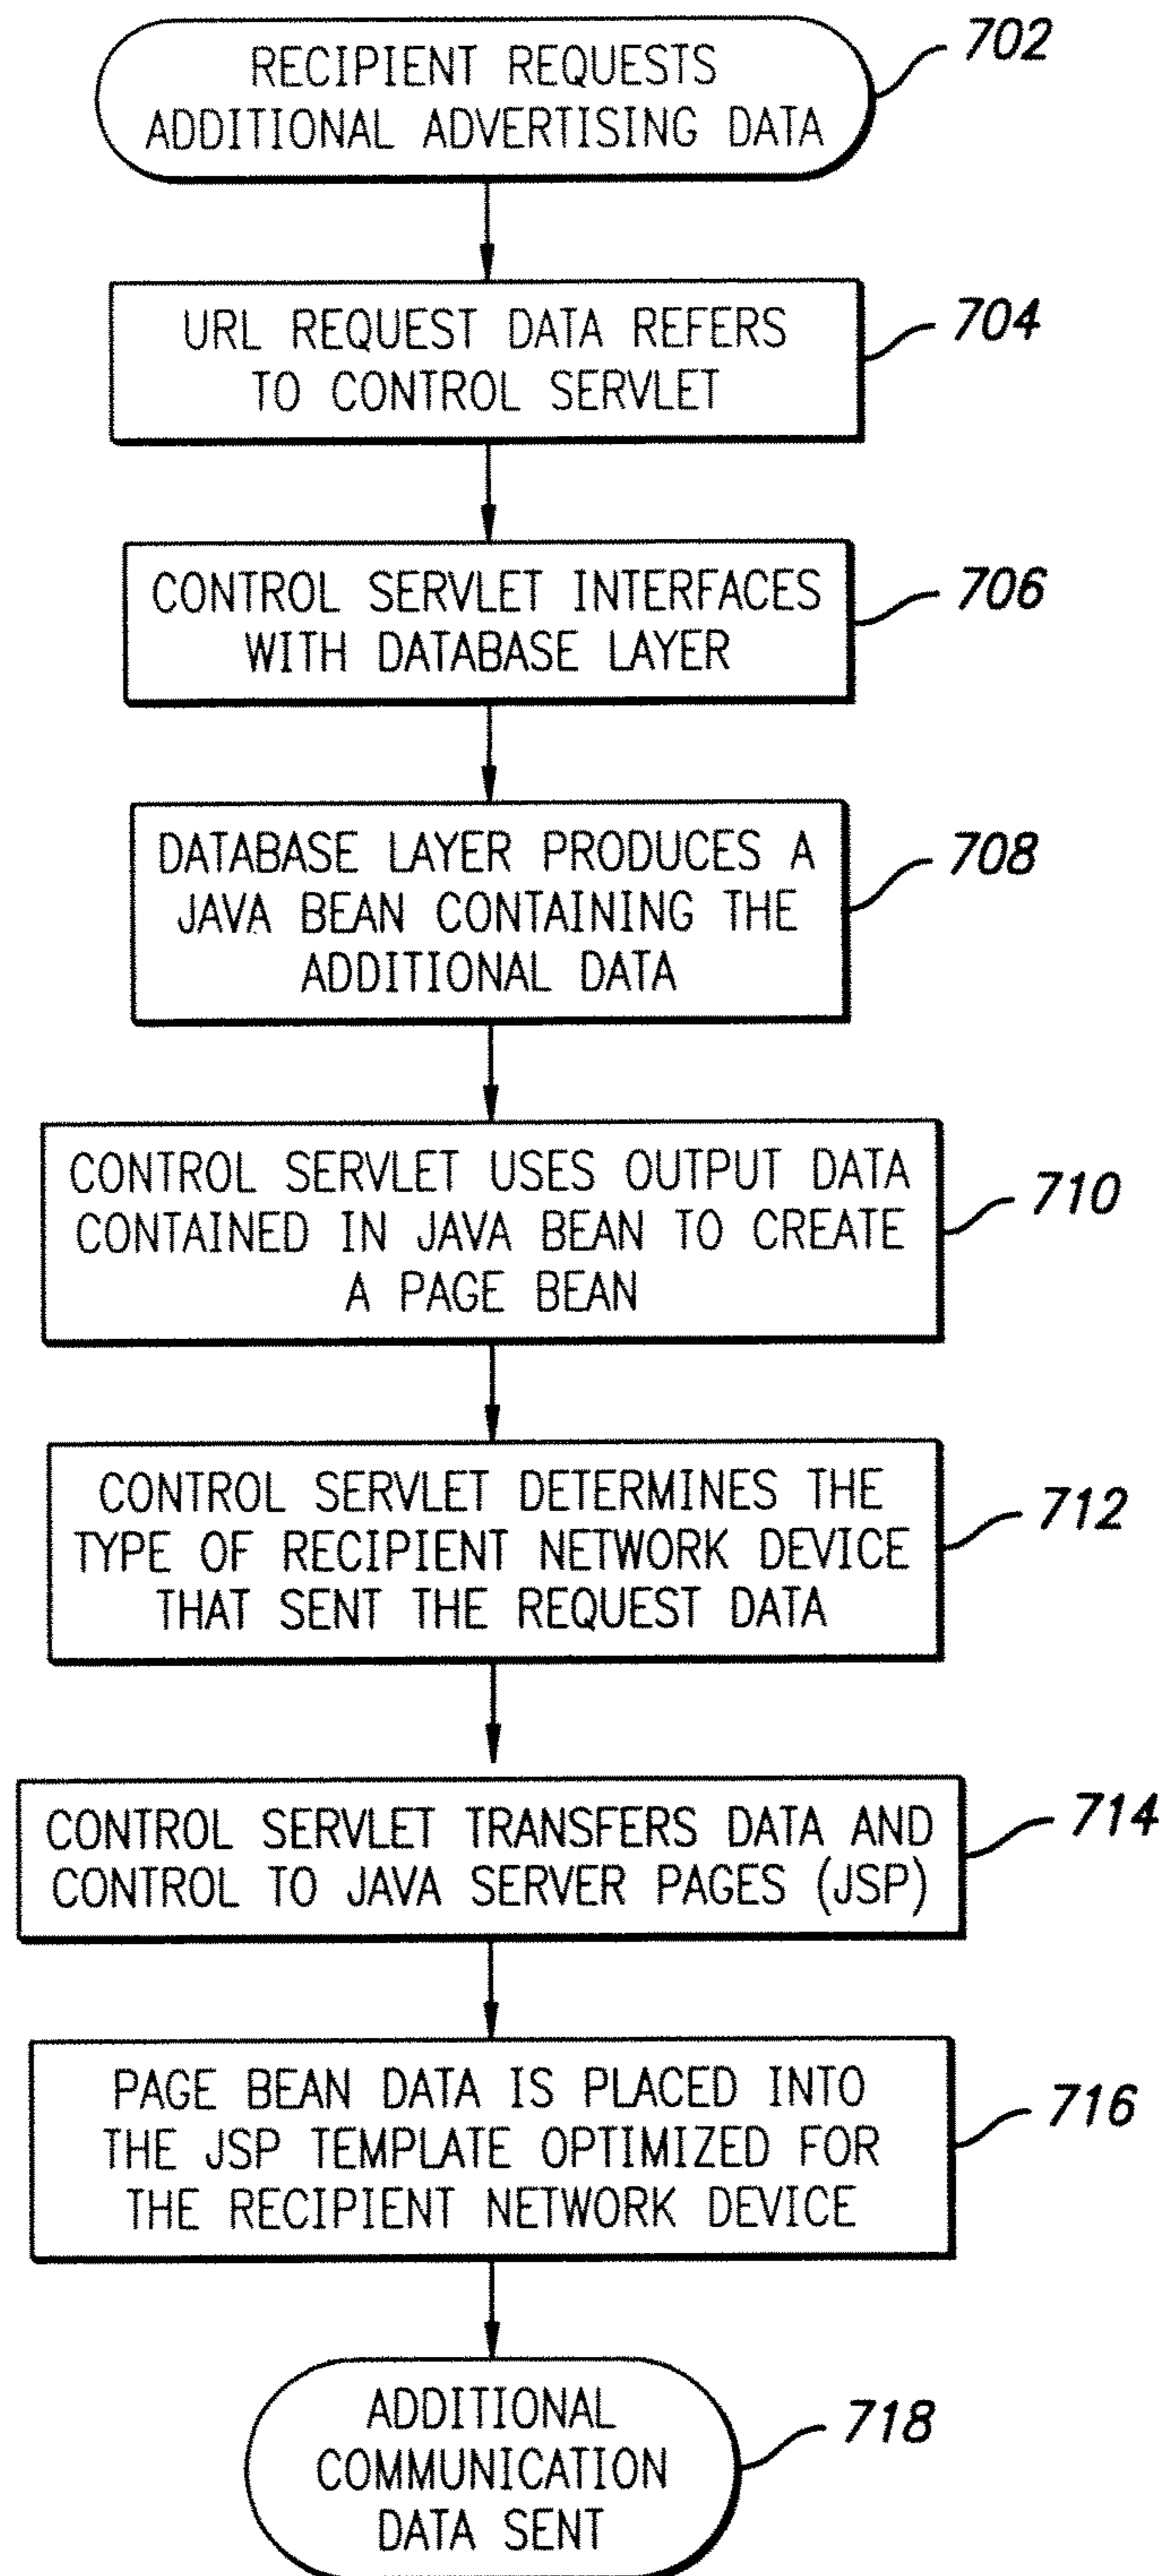 RECIPIENT REQUESTS
ADDITIONAL ADVERTISING DATA
702
URL REQUEST DATA REFERS
TO CONTROL SERVLET
704
CONTROL SERVLET INTERFACES
WITH DATABASE LAYER
706
DATABASE LAYER PRODUCES A
JAVA BEAN CONTAINING THE
ADDITIONAL DATA
708
CONTROL SERVLET USES OUTPUT DATA
CONTAINED IN JAVA BEAN TO CREATE
A PAGE BEAN
710
CONTROL SERVLET DETERMINES THE
TYPE OF RECIPIENT NETWORK DEVICE
THAT SENT THE REQUEST DATA
712
CONTROL SERVLET TRANSFERS DATA AND
CONTROL TO JAVA SERVER PAGES (JSP)
714
PAGE BEAN DATA IS PLACED INTO
THE JSP TEMPLATE OPTIMIZED FOR
THE RECIPIENT NETWORK DEVICE
716
ADDITIONAL
COMMUNICATION
DATA SENT
718